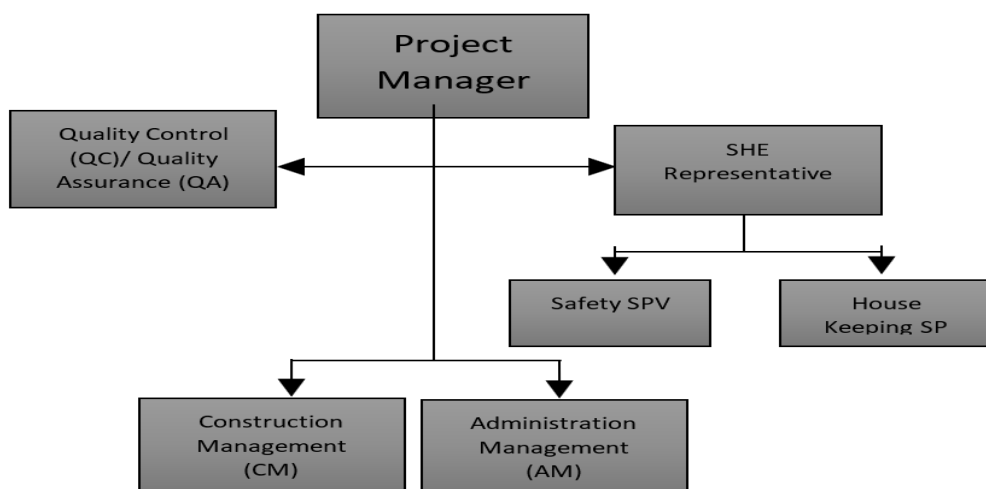 Project
Manager
Quality Control
(QC)/ Quality
Assurance (QA)
SHE
Representative
Safety SPV
House
Keeping SP
Construction
Management
(CM)
Administration
Management
(AM)